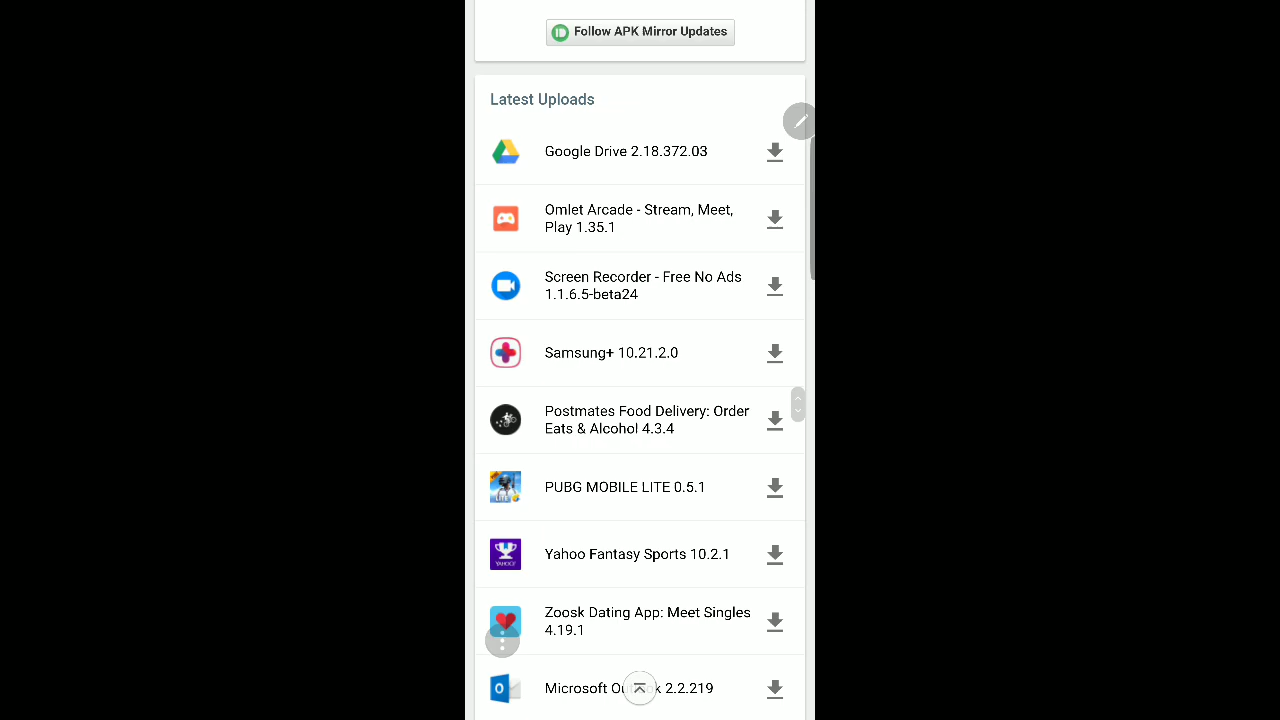 Follow APK Mirror Updates
Latest Uploads
Google Drive 2.18.372.03
Omlet Arcade - Stream, Meet,
Play 1.35.1
Screen Recorder - Free No Ads
1.1.6.5-beta24
Samsung+ 10.21.2.0
Postmates Food Delivery: Order
Eats & Alcohol 4.3.4
LITE
PUBG MOBILE LITE 0.5.1
YAHOO!
Yahoo Fantasy Sports 10.2.1
Zoosk Dating App: Meet Singles
4.19.1
Microsoft Outlook 2.2.219